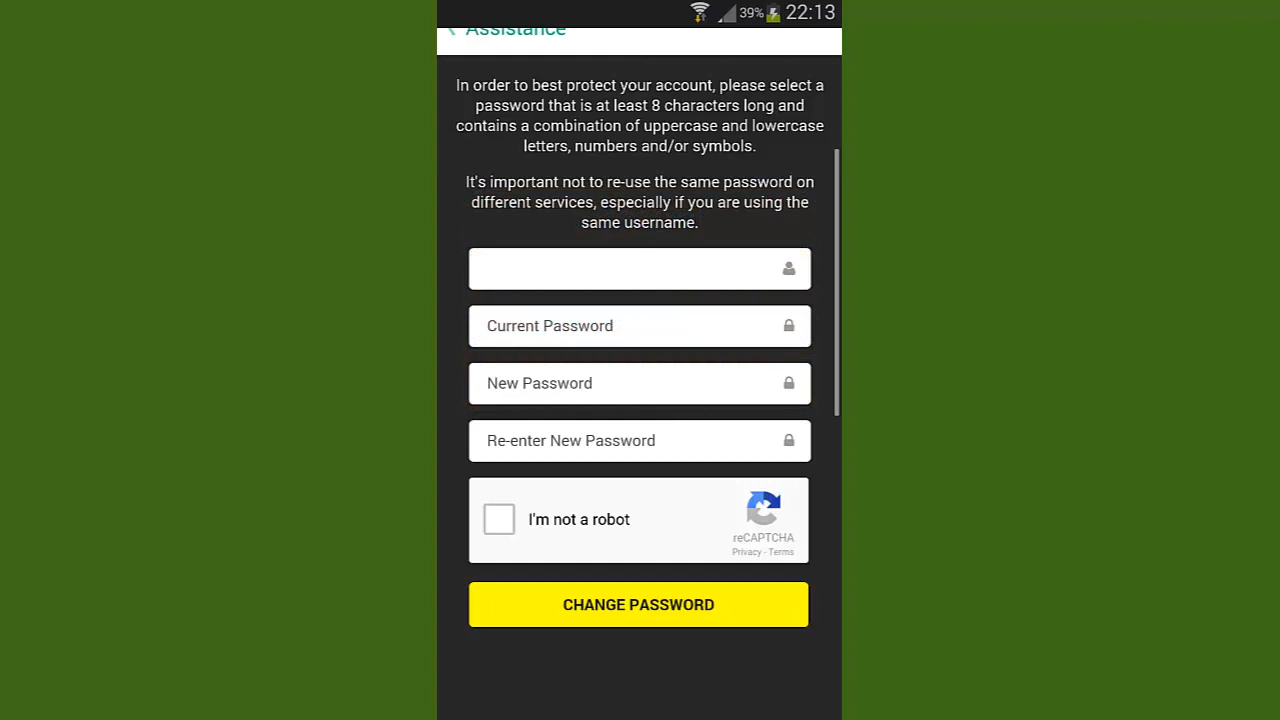 39% 22:13
Assistance
In order to best protect your account, please select a
password that is at least 8 characters long and
contains a combination of uppercase and lowercase
letters, numbers and/or symbols.
It's important not to re-use the same password on
different services, especially if you are using the
same username.
Current Password
New Password
Re-enter New Password
I'm not a robot
reCAPTCHA
Privacy - Terms
CHANGE PASSWORD